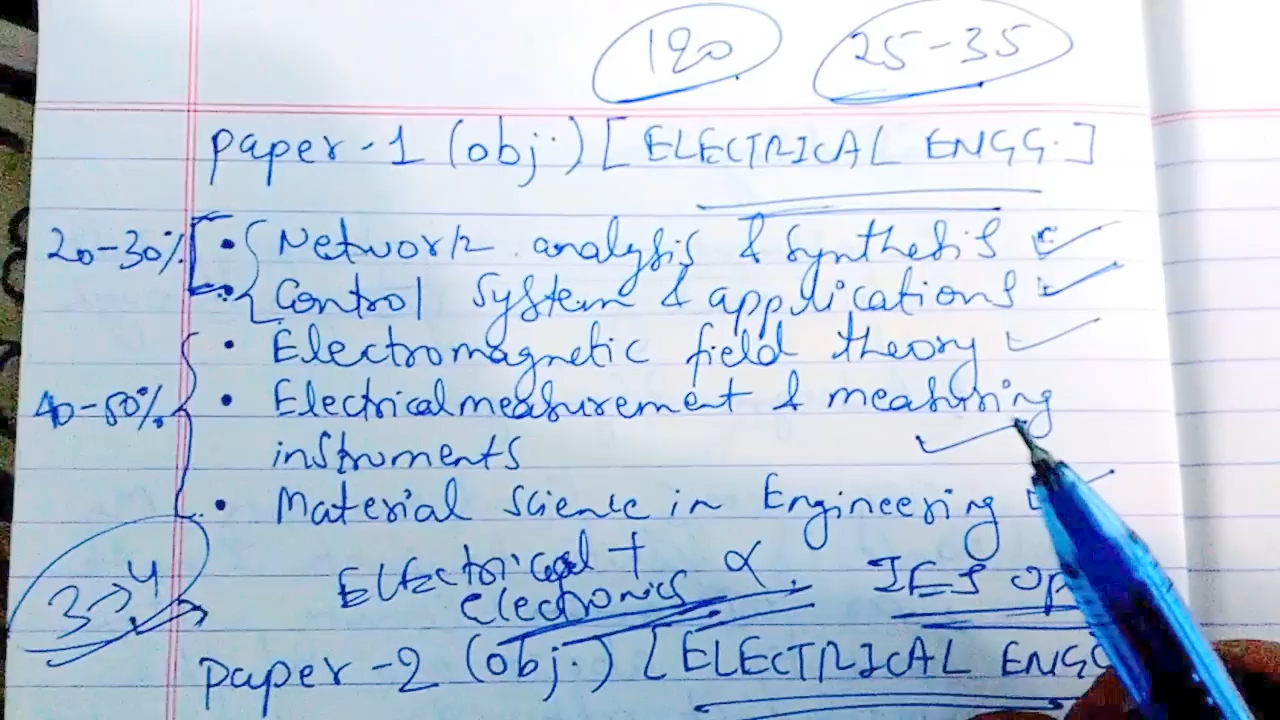 120 25-35
paper-1 (obj.) [ELECTRICAL ENGG.]
20-30% • Network analysis & Synthesis
• Control System & applications
• Electromagnetic field theory
40-50% • Electrical measurement & measuring
instruments
• Material Science in Engineering
3→4 Electrical +
electronics IES
paper-2 (obj.) [ELECTRICAL ENGG